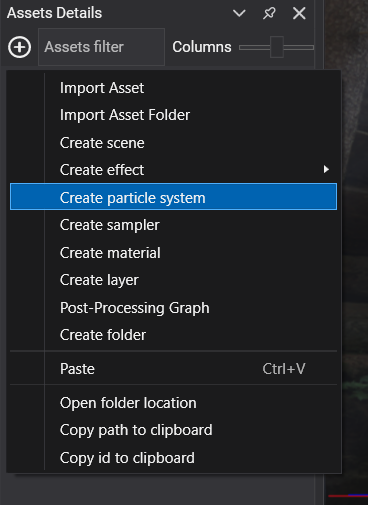 Assets Details
Assets filter
Columns
Import Asset
Import Asset Folder
Create scene
Create effect
Create particle system
Create sampler
Create material
Create layer
Post-Processing Graph
Create folder
Paste Ctrl+V
Open folder location
Copy path to clipboard
Copy id to clipboard